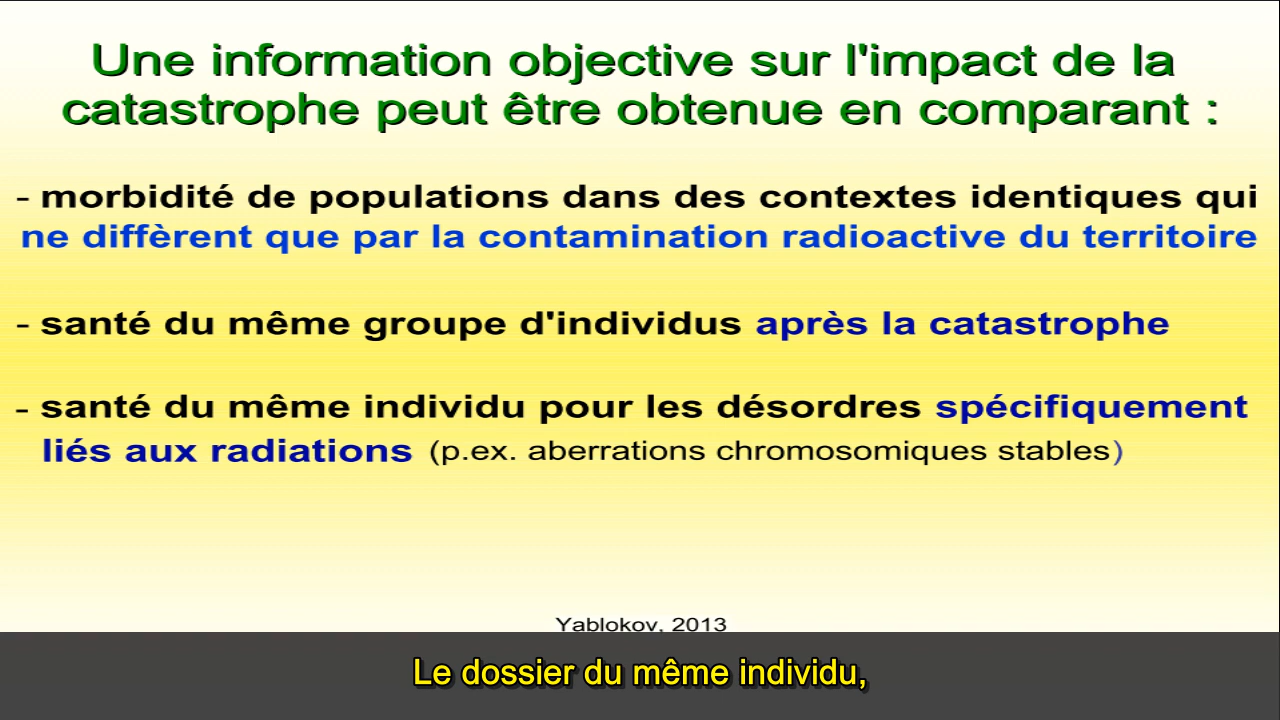 Une information objective sur l'impact de la
catastrophe peut être obtenue en comparant :
- morbidité de populations dans des contextes identiques qui
ne diffèrent que par la contamination radioactive du territoire
- santé du même groupe d'individus après la catastrophe
- santé du même individu pour les désordres spécifiquement
liés aux radiations (p.ex. aberrations chromosomiques stables)
Yablokov, 2013
Le dossier du même individu,